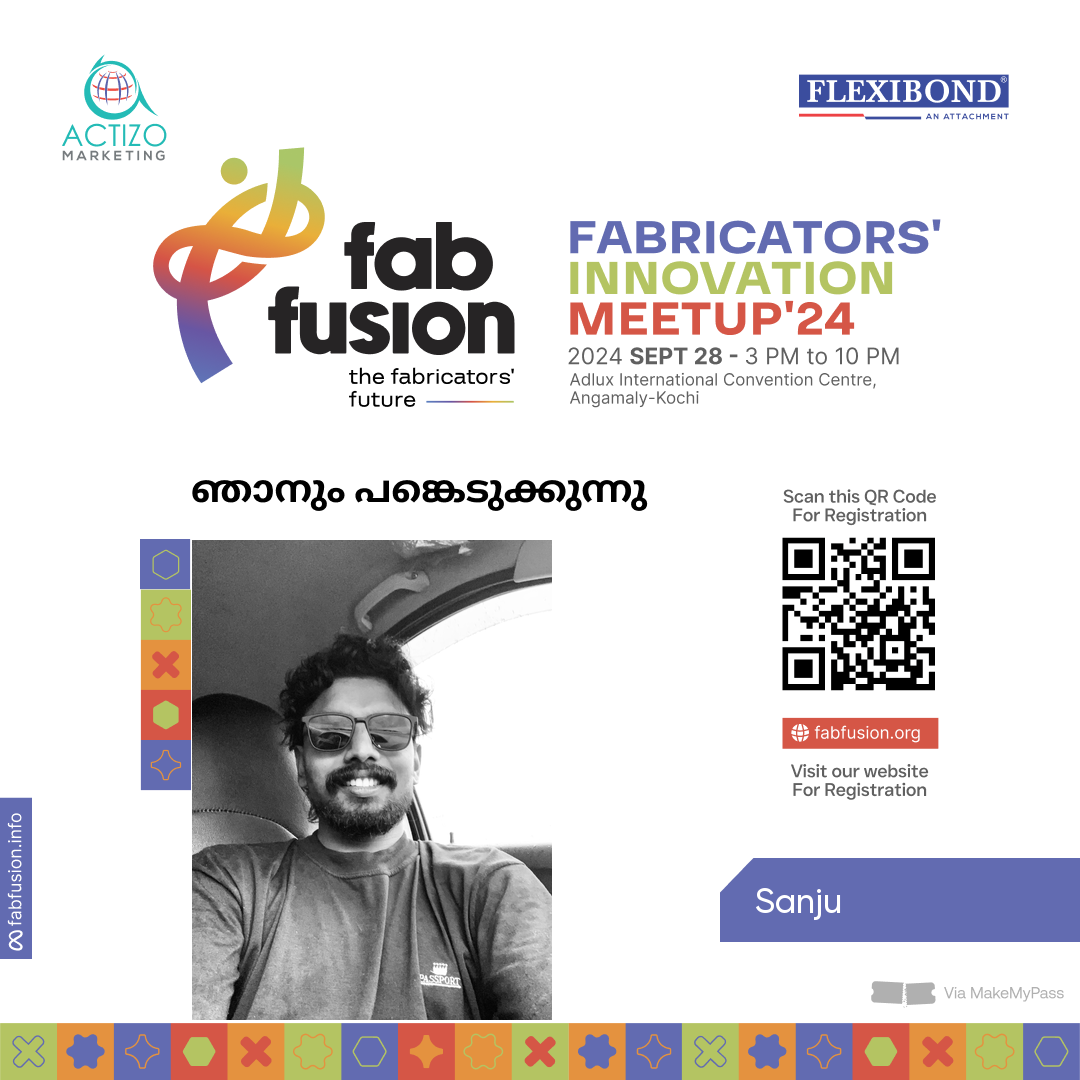 ACTIZO
MARKETING
FLEXIBOND®
AN ATTACHMENT
fab
fusion
the fabricators'
future
FABRICATORS'
INNOVATION
MEETUP'24
2024 SEPT 28 - 3 PM to 10 PM
Adlux International Convention Centre,
Angamaly-Kochi
ഞാനും പങ്കെടുക്കുന്നു
Scan this QR Code
For Registration
fabfusion.org
Visit our website
For Registration
fabfusion.info
PASSPORT
Sanju
Via MakeMyPass